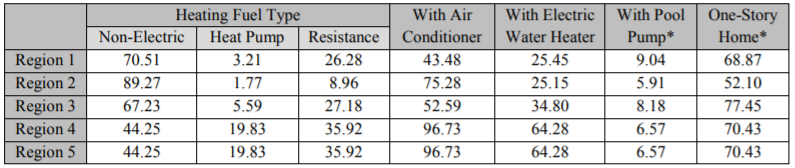 Heating Fuel Type With Air Conditioner With Electric Water Heater With Pool Pump* One-Story Home*
Non-Electric Heat Pump Resistance
Region 1 70.51 3.21 26.28 43.48 25.45 9.04 68.87
Region 2 89.27 1.77 8.96 75.28 25.15 5.91 52.10
Region 3 67.23 5.59 27.18 52.59 34.80 8.18 77.45
Region 4 44.25 19.83 35.92 96.73 64.28 6.57 70.43
Region 5 44.25 19.83 35.92 96.73 64.28 6.57 70.43